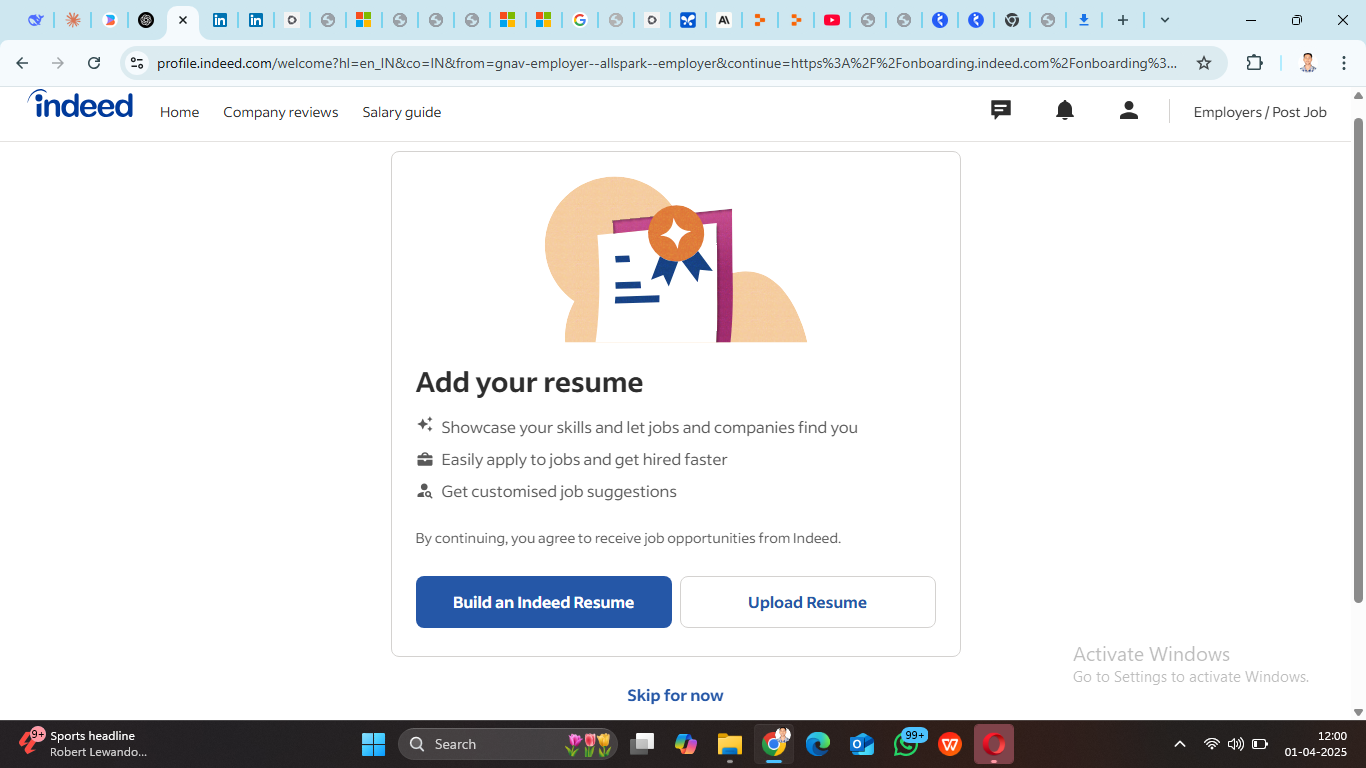 profile.indeed.com/welcome?hl=en_IN&co=IN&from=gnav-employer--allspark--employer&continue=https%3A%2F%2Fonboarding.indeed.com%2Fonboarding%3...
indeed Home Company reviews Salary guide Employers / Post Job
Add your resume
Showcase your skills and let jobs and companies find you
Easily apply to jobs and get hired faster
Get customised job suggestions
By continuing, you agree to receive job opportunities from Indeed.
Build an Indeed Resume Upload Resume
Skip for now
Activate Windows
Go to Settings to activate Windows.
9+ Sports headline
Robert Lewando...
Search
99+
12:00
01-04-2025